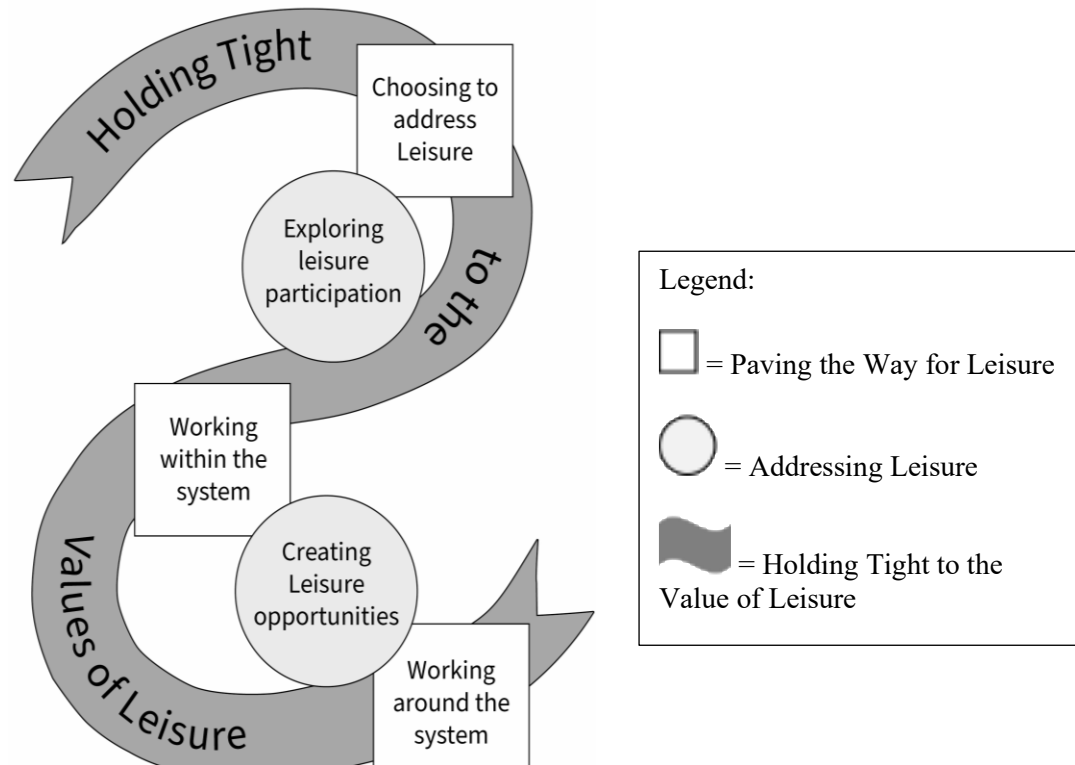 Holding Tight
to the
Values of Leisure
Choosing to
address
Leisure
Exploring
leisure
participation
Working
within the
system
Creating
Leisure
opportunities
Working
around the
system
Legend:
= Paving the Way for Leisure
= Addressing Leisure
= Holding Tight to the
Value of Leisure